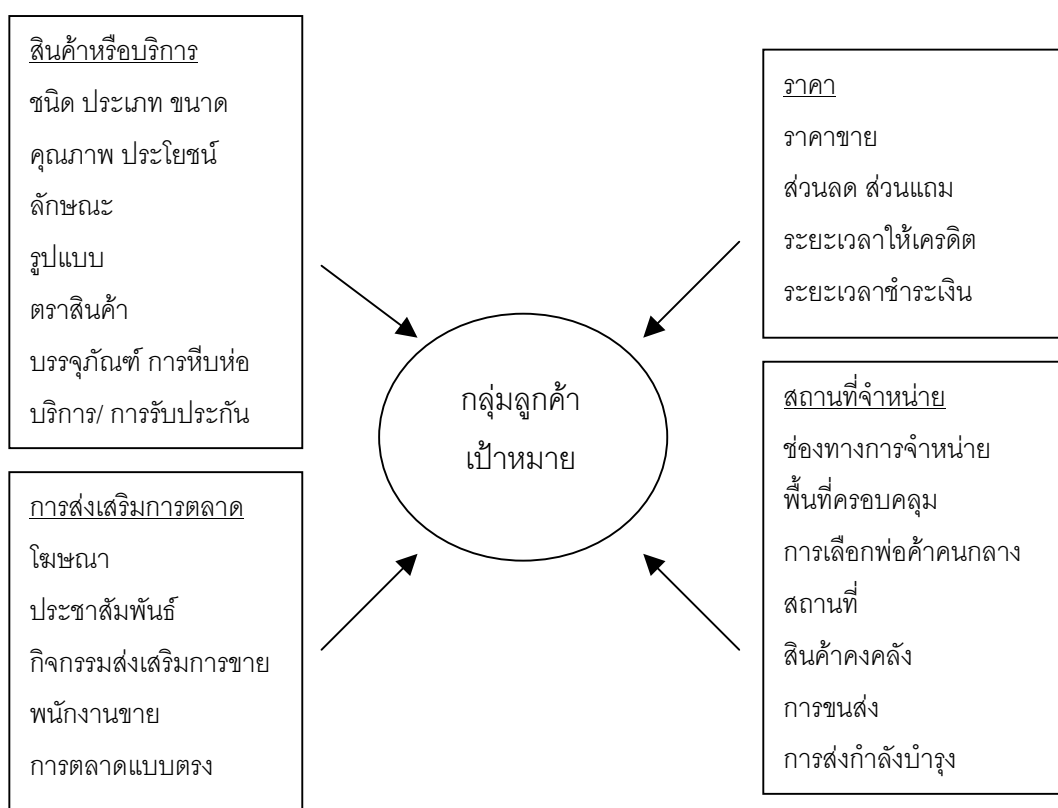 สินค้าหรือบริการ
ชนิด ประเภท ขนาด
คุณภาพ ประโยชน์
ลักษณะ
รูปแบบ
ตราสินค้า
บรรจุภัณฑ์ การหีบห่อ
บริการ/ การรับประกัน
ราคา
ราคาขาย
ส่วนลด ส่วนแถม
ระยะเวลาให้เครดิต
ระยะเวลาชำระเงิน
กลุ่มลูกค้า
เป้าหมาย
การส่งเสริมการตลาด
โฆษณา
ประชาสัมพันธ์
กิจกรรมส่งเสริมการขาย
พนักงานขาย
การตลาดแบบตรง
สถานที่จำหน่าย
ช่องทางการจำหน่าย
พื้นที่ครอบคลุม
การเลือกพ่อค้าคนกลาง
สถานที่
สินค้าคงคลัง
การขนส่ง
การส่งกำลังบำรุง